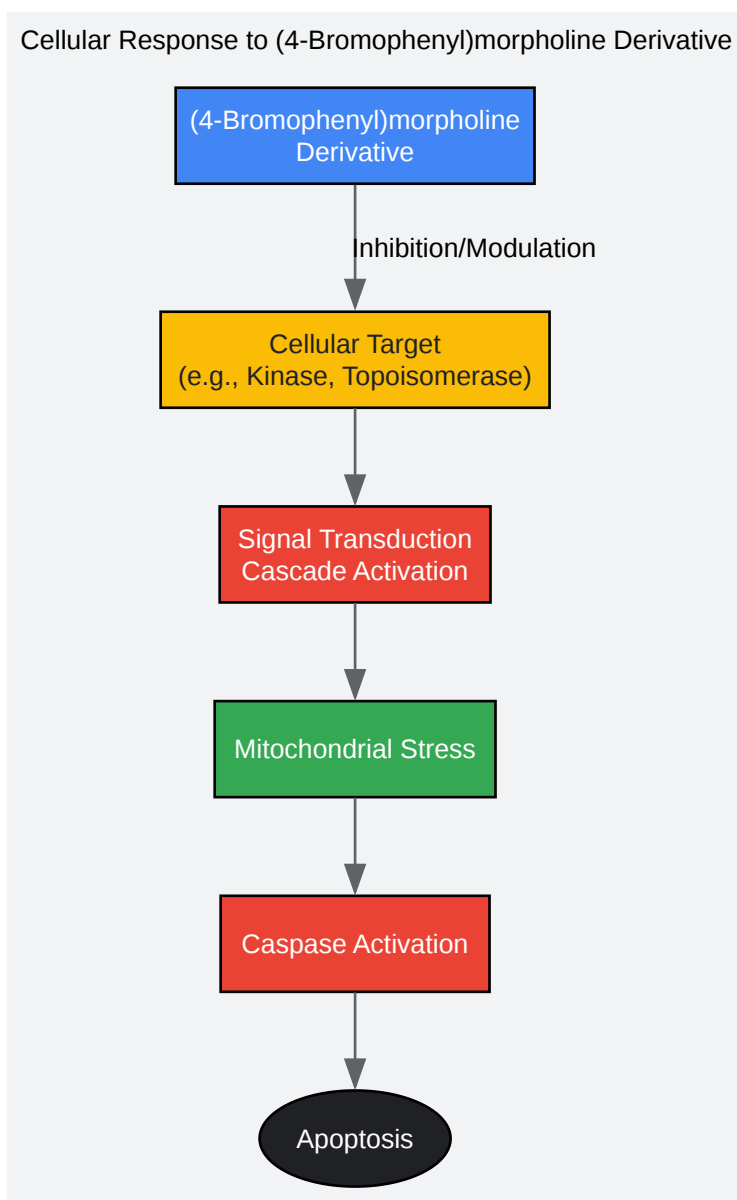 Cellular Response to (4-Bromophenyl)morpholine Derivative
(4-Bromophenyl)morpholine
Derivative
Inhibition/Modulation
Cellular Target
(e.g., Kinase, Topoisomerase)
Signal Transduction
Cascade Activation
Mitochondrial Stress
Caspase Activation
Apoptosis